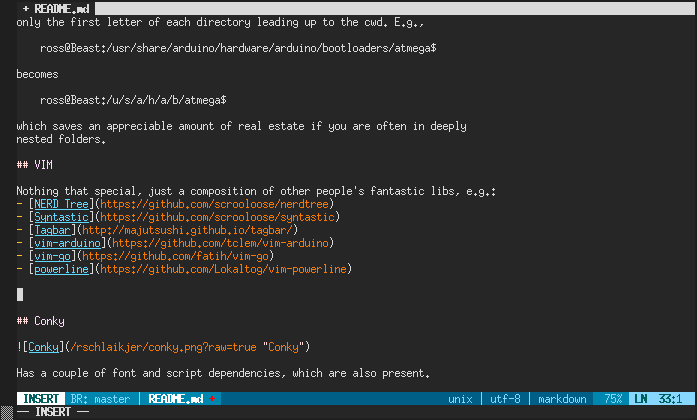 + README.md
only the first letter of each directory leading up to the cwd. E.g.,
ross@Beast:/usr/share/arduino/hardware/arduino/bootloaders/atmega$
becomes
ross@Beast:/u/s/a/h/a/b/atmega$
which saves an appreciable amount of real estate if you are often in deeply
nested folders.
## VIM
Nothing that special, just a composition of other people's fantastic libs, e.g.:
- [NERD Tree](https://github.com/scrooloose/nerdtree)
- [Syntastic](https://github.com/scrooloose/syntastic)
- [Tagbar](http://majutsushi.github.io/tagbar/)
- [vim-arduino](https://github.com/tclem/vim-arduino)
- [vim-go](https://github.com/fatih/vim-go)
- [powerline](https://github.com/Lokaltog/vim-powerline)
## Conky
![Conky](/rschlaikjer/conky.png?raw=true "Conky")
Has a couple of font and script dependencies, which are also present.
INSERT BR: master | README.md unix | utf-8 | markdown 75% LN 33:1
-- INSERT --